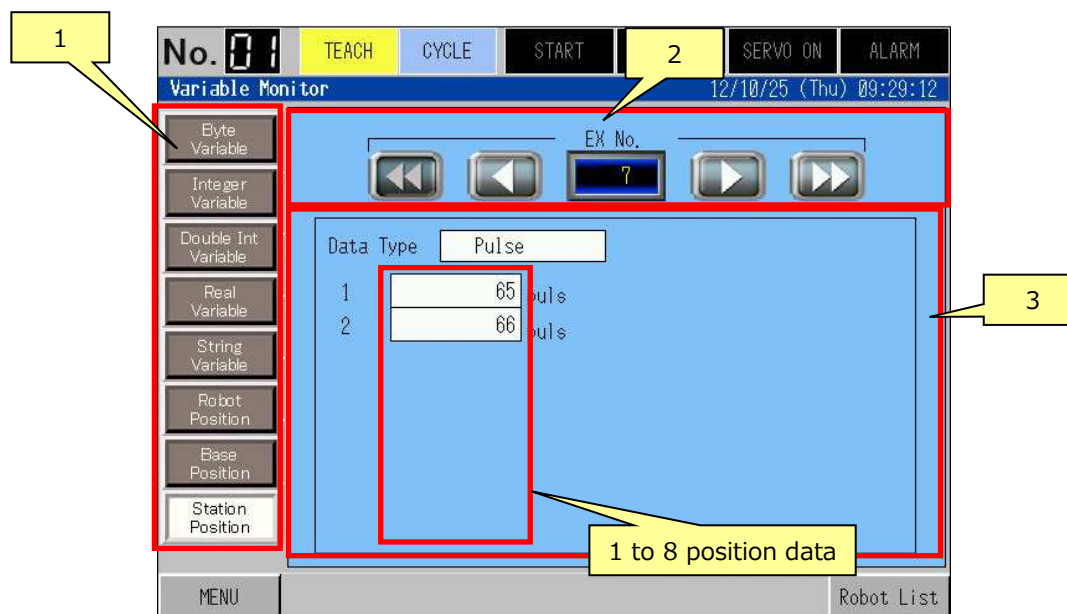 1
No. 01
TEACH
CYCLE
START
2
SERVO ON
ALARM
Variable Monitor
12/10/25 (Thu) 09:29:12
Byte
Variable
Integer
Variable
Double Int
Variable
Real
Variable
String
Variable
Robot
Position
Base
Position
Station
Position
EX No.
7
Data Type
Pulse
1
65
puls
2
66
puls
3
1 to 8 position data
MENU
Robot List